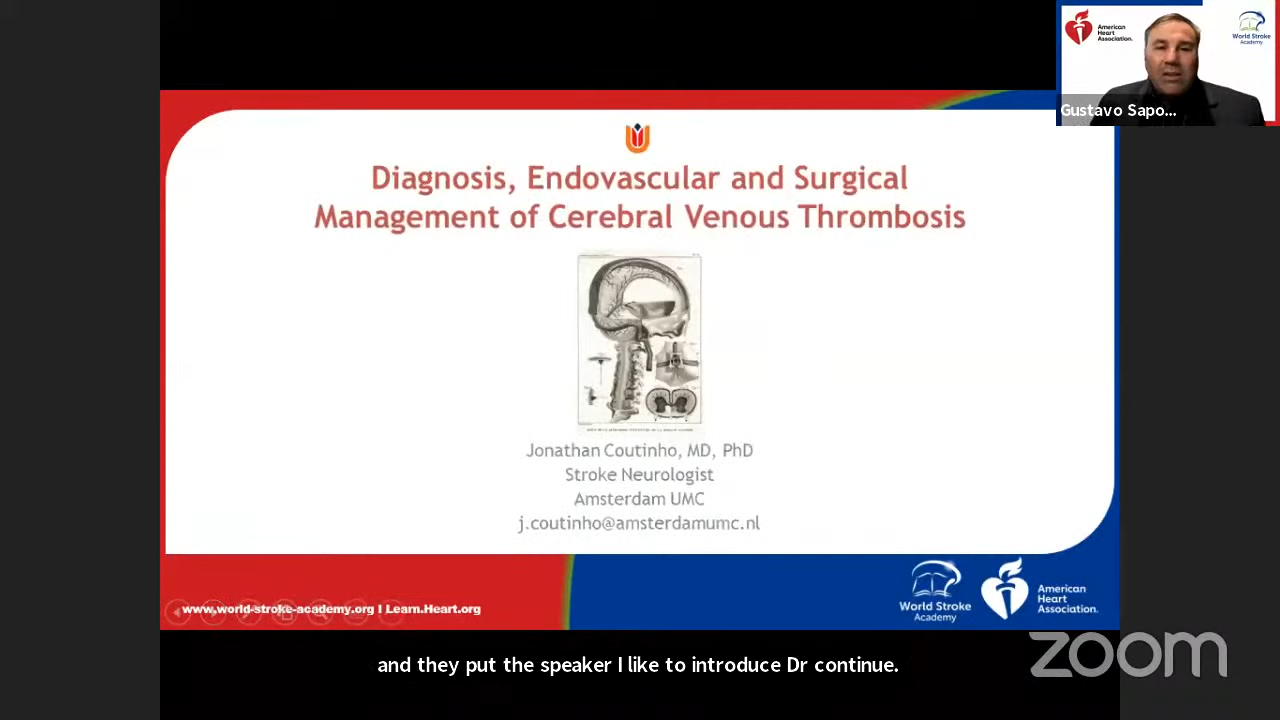 American
Heart
Association.
World Stroke
Academy
Gustavo Sapo...
Diagnosis, Endovascular and Surgical
Management of Cerebral Venous Thrombosis
Jonathan Coutinho, MD, PhD
Stroke Neurologist
Amsterdam UMC
j.coutinho@amsterdamumc.nl
www.world-stroke-academy.org I Learn.Heart.org
World Stroke
Academy
American
Heart
Association.
and they put the speaker I like to introduce Dr continue.
zoom